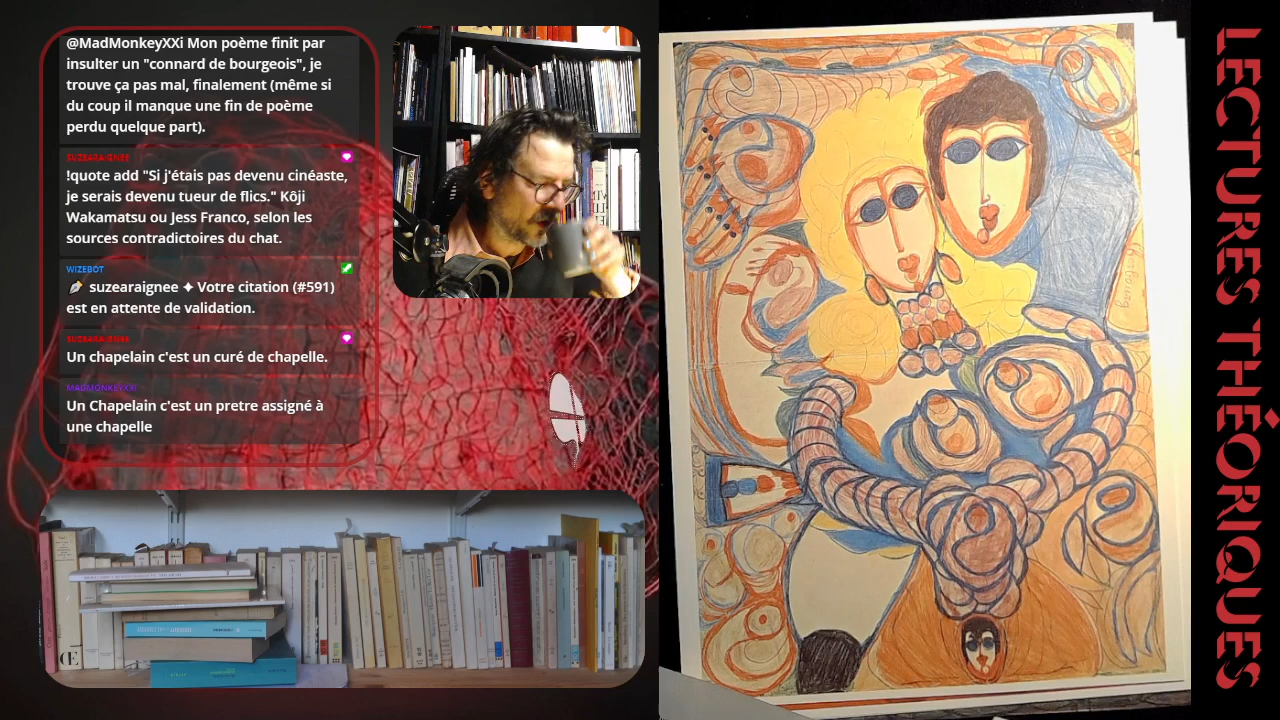 @MadMonkeyXXi Mon poème finit par
insulter un "connard de bourgeois", je
trouve ça pas mal, finalement (même si
du coup il manque une fin de poème
perdu quelque part).
SUZEARAIGNEE
!quote add "Si j'étais pas devenu cinéaste,
je serais devenu tueur de flics." Kôji
Wakamatsu ou Jess Franco, selon les
sources contradictoires du chat.
WIZEBOT
suzearaignee ✦ Votre citation (#591)
est en attente de validation.
SUZEARAIGNEE
Un chapelain c'est un curé de chapelle.
MADMONKEYXXI
Un Chapelain c'est un pretre assigné à
une chapelle
LECTURES THÉORIQUES